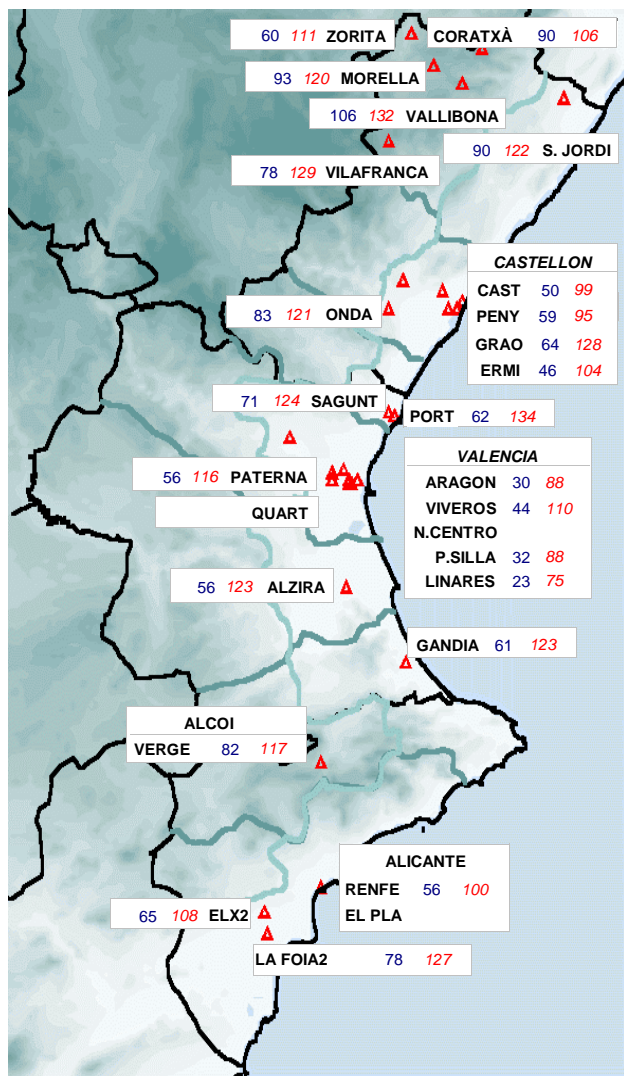 60 111 ZORITA
CORATXÀ 90 106
93 120 MORELLA
106 132 VALLIBONA
90 122 S. JORDI
78 129 VILAFRANCA
CASTELLON
CAST 50 99
PENY 59 95
GRAO 64 128
ERMI 46 104
83 121 ONDA
71 124 SAGUNT
PORT 62 134
VALENCIA
ARAGON 30 88
VIVEROS 44 110
N.CENTRO
P.SILLA 32 88
LINARES 23 75
56 116 PATERNA
QUART
56 123 ALZIRA
GANDIA 61 123
ALCOI
VERGE 82 117
ALICANTE
RENFE 56 100
EL PLA
65 108 ELX2
LA FOIA2 78 127